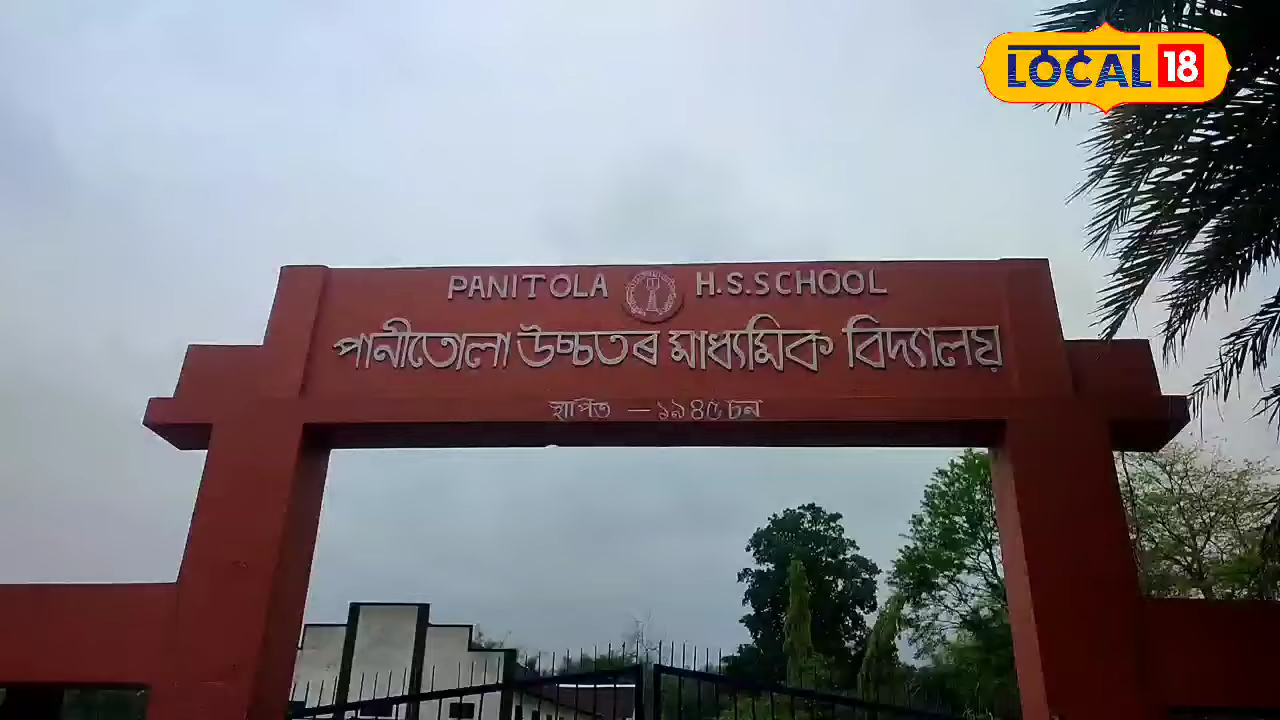 LOCAL 18
PANITOLA H.S.SCHOOL
পানীতোলা উচ্চতৰ মাধ্যমিক বিদ্যালয়
স্থাপিত — ১৯৪৫ চন